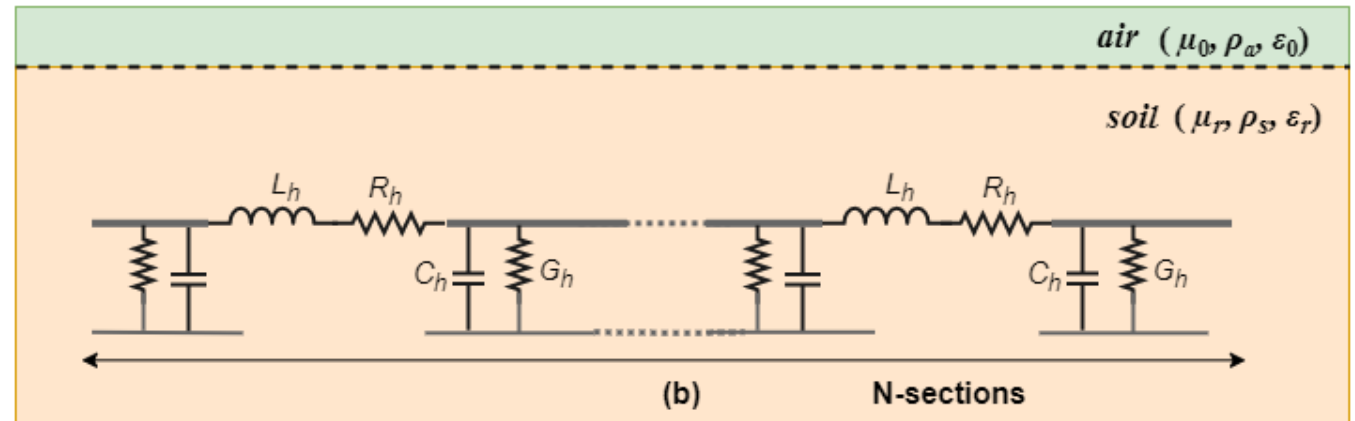 air ( μ0, ρa, ε0)
soil ( μr, ρs, εr)
Lh Rh Lh Rh
Ch Gh Ch Gh
(b) N-sections